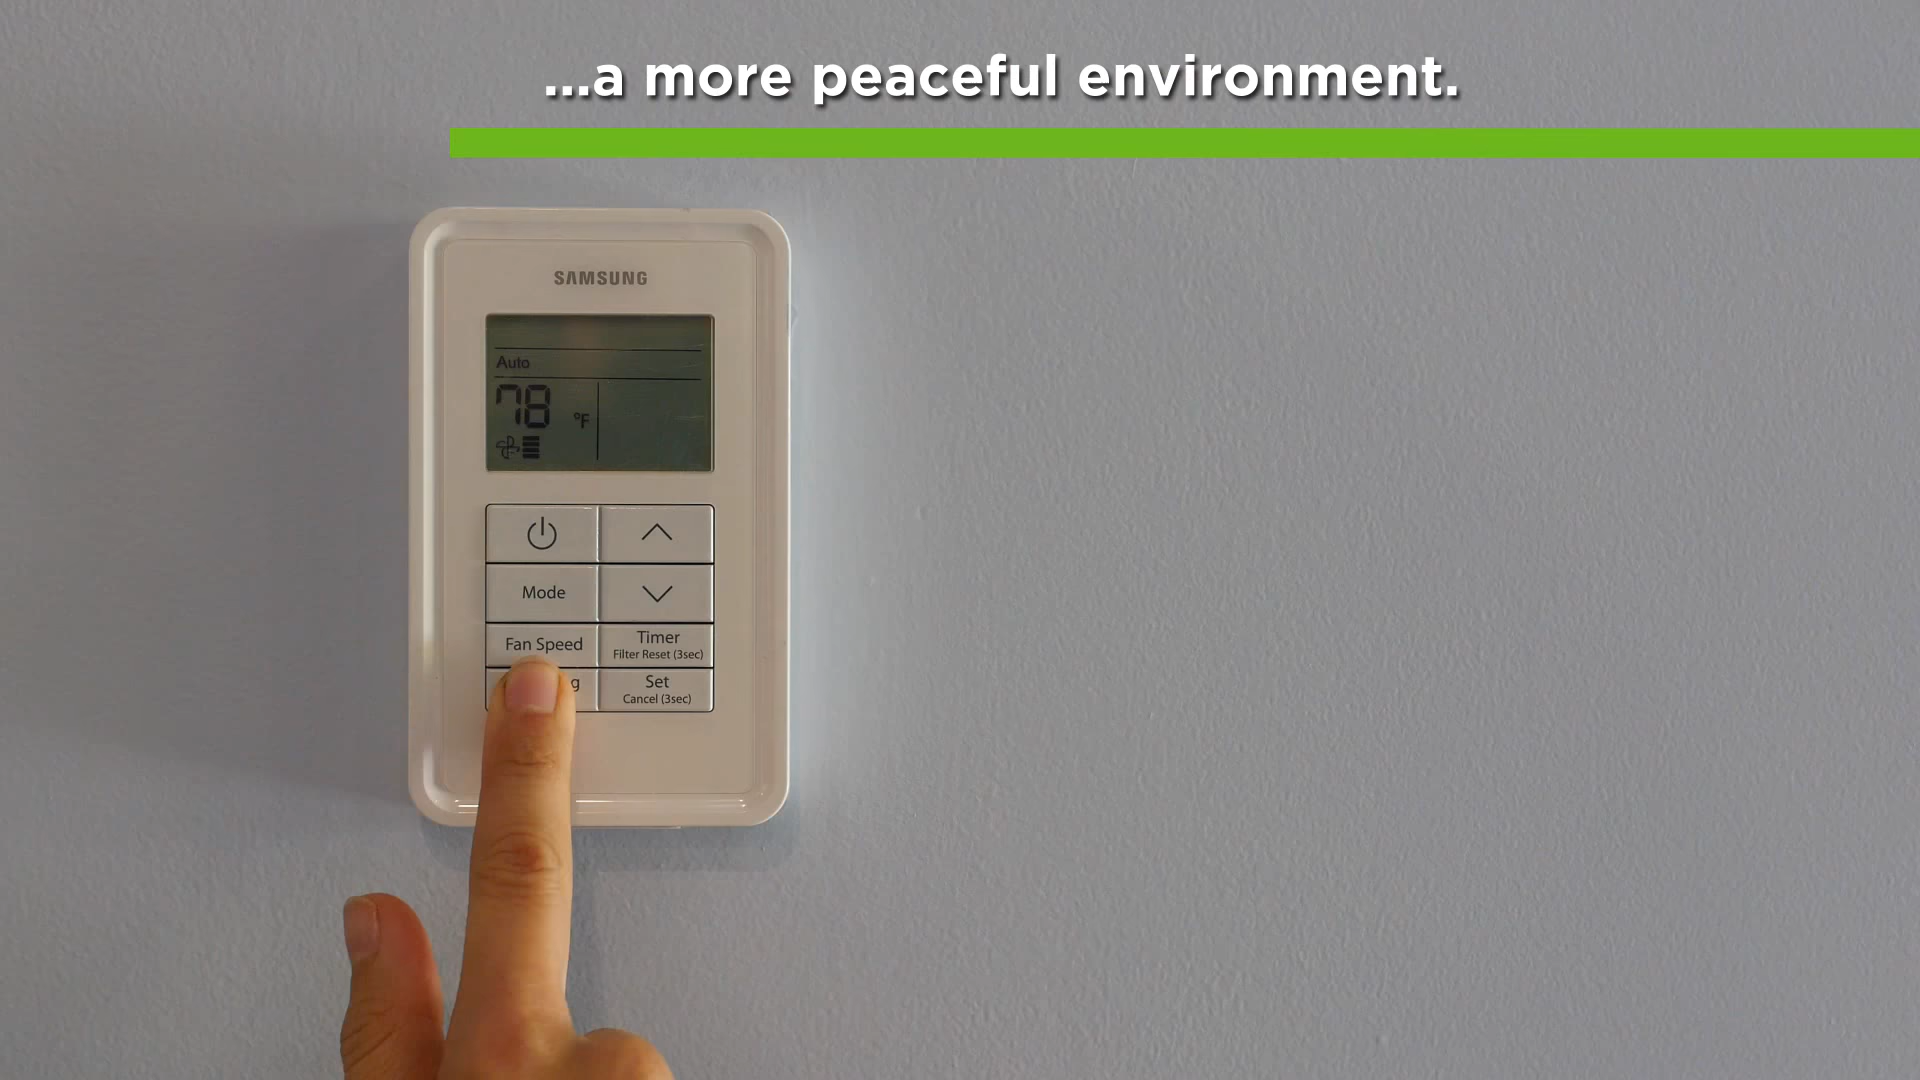 ...a more peaceful environment.
SAMSUNG
Auto
78 °F
Mode
Fan Speed
Timer
Filter Reset (3sec)
Set
Cancel (3sec)